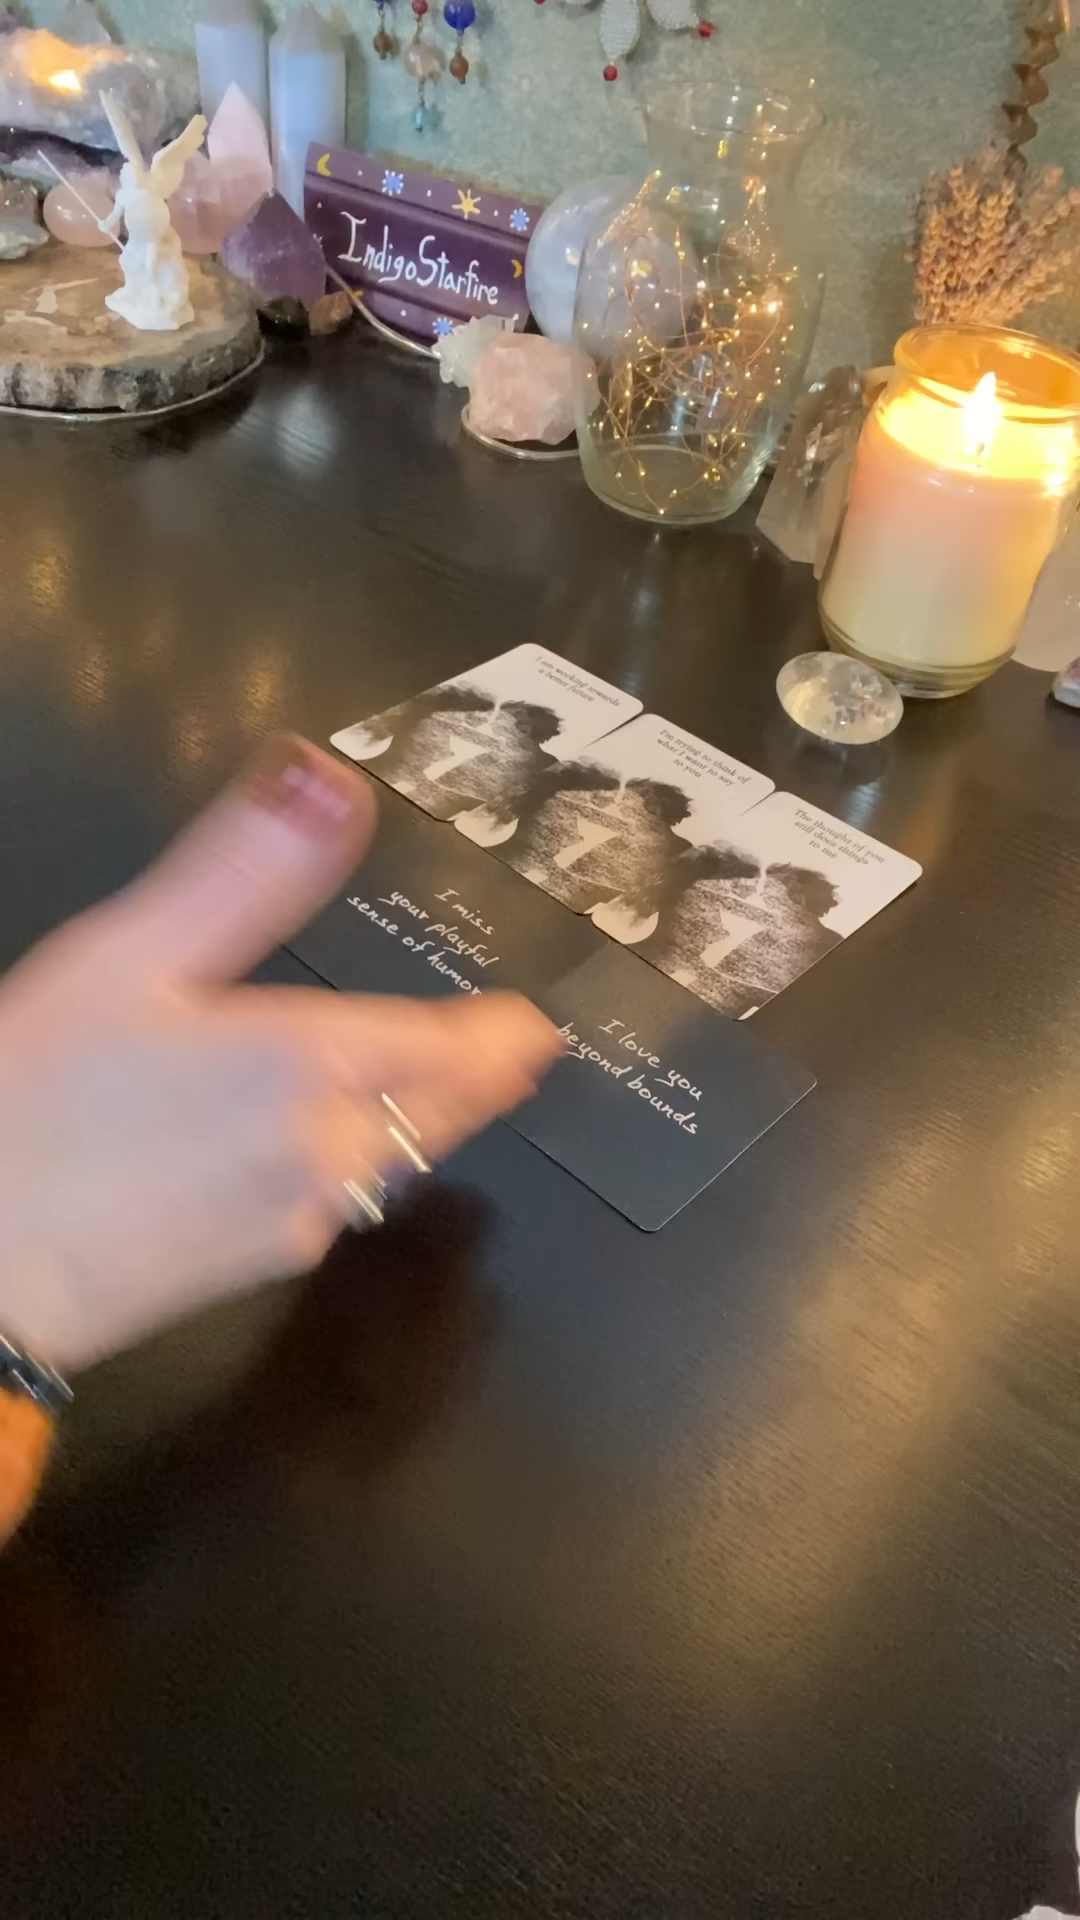 IndigoStarfire
I am working towards
a better future
I'm trying to think of
what I want to say
to you
The thought of you
still does things
to me
I miss
your playful
sense of humor
I love you
beyond bounds